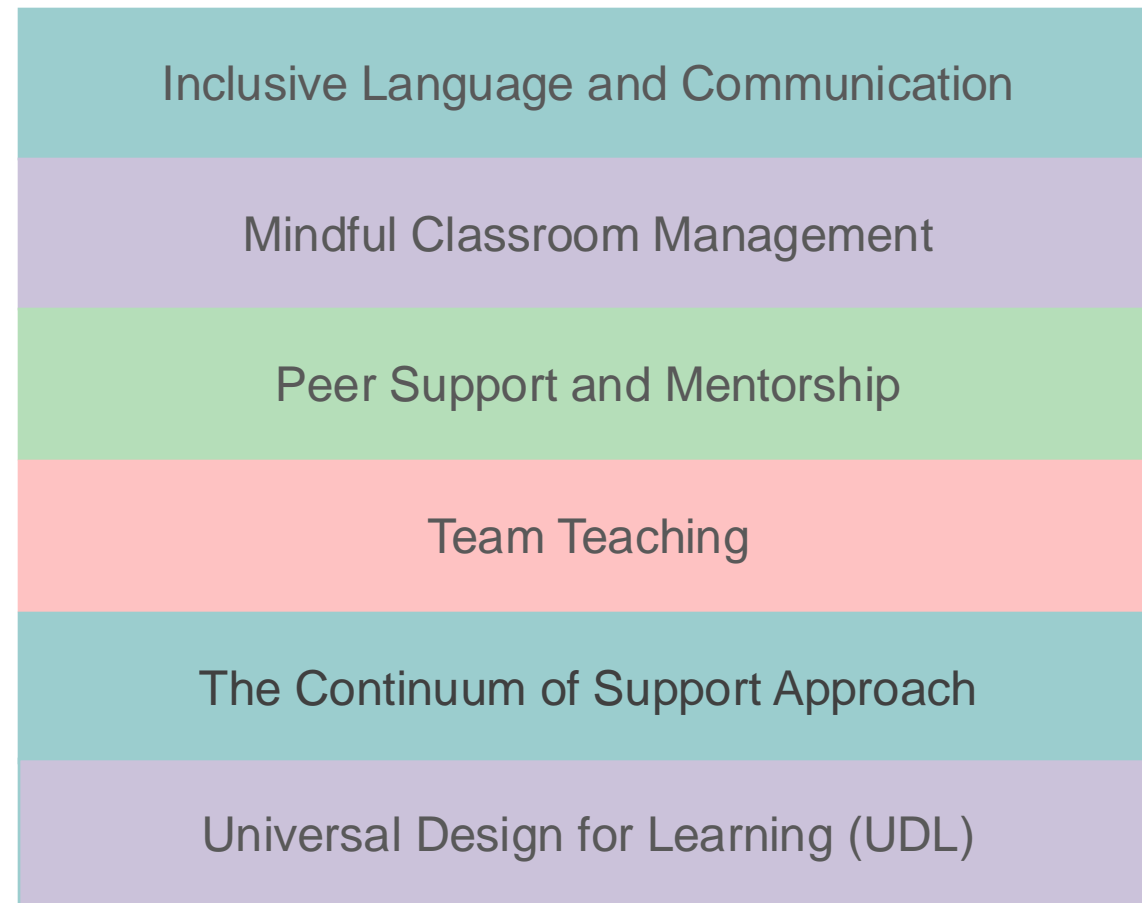 Inclusive Language and Communication
Mindful Classroom Management
Peer Support and Mentorship
Team Teaching
The Continuum of Support Approach
Universal Design for Learning (UDL)